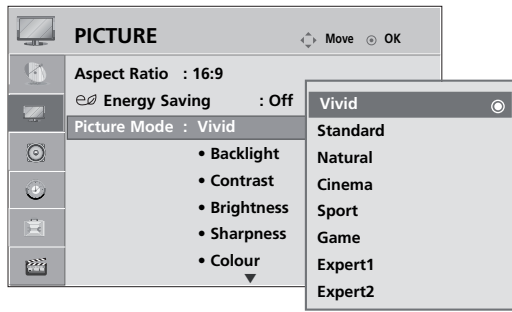 PICTURE
Move OK
Aspect Ratio : 16:9
Energy Saving : Off
Picture Mode : Vivid
• Backlight
• Contrast
• Brightness
• Sharpness
• Colour
Vivid
Standard
Natural
Cinema
Sport
Game
Expert1
Expert2